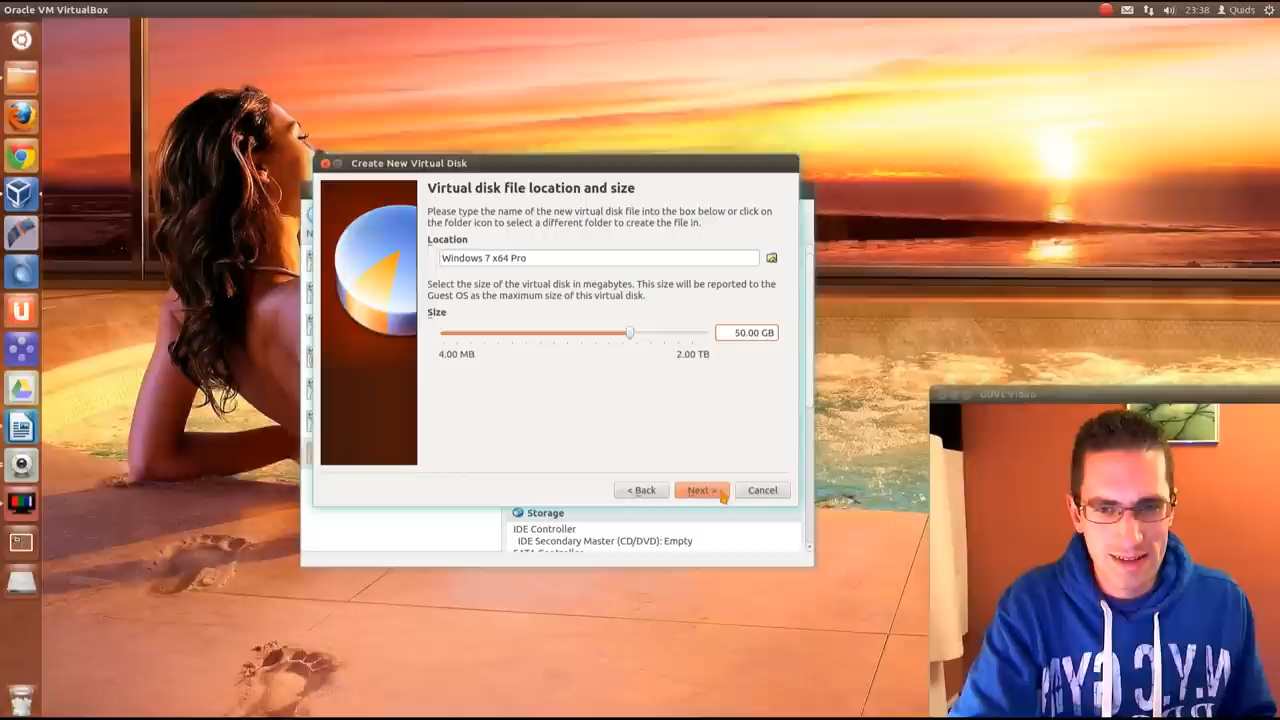 Oracle VM VirtualBox
23:38
Quids
Create New Virtual Disk
Virtual disk file location and size
Please type the name of the new virtual disk file into the box below or click on
the folder icon to select a different folder to create the file in.
Location
Windows 7 x64 Pro
Select the size of the virtual disk in megabytes. This size will be reported to the
Guest OS as the maximum size of this virtual disk.
Size
50.00 GB
4.00 MB
2.00 TB
< Back
Next >
Cancel
Storage
IDE Controller
IDE Secondary Master (CD/DVD): Empty
SATA Controller
N.Y.C